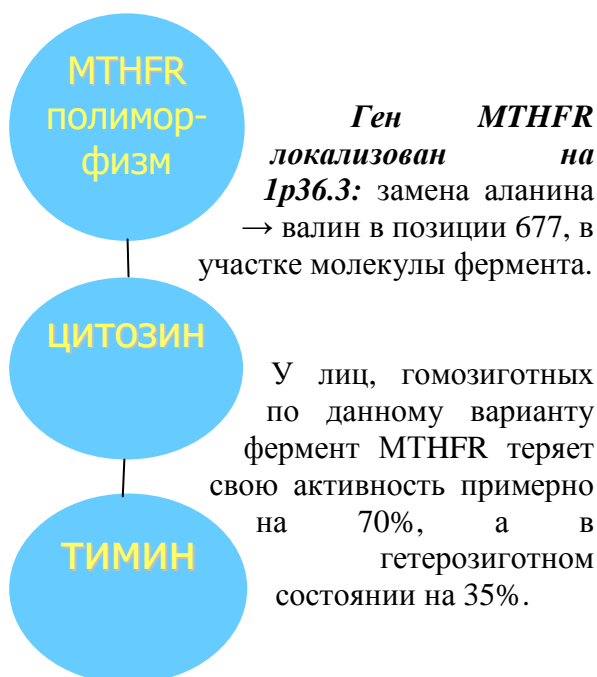 MTHFR
полимор-
физм
Ген MTHFR
локализован на
1р36.3: замена аланина
→ валин в позиции 677, в
участке молекулы фермента.
цитозин
У лиц, гомозиготных
по данному варианту
фермент MTHFR теряет
свою активность примерно
на 70%, а в
гетерозиготном
состоянии на 35%.
тимин